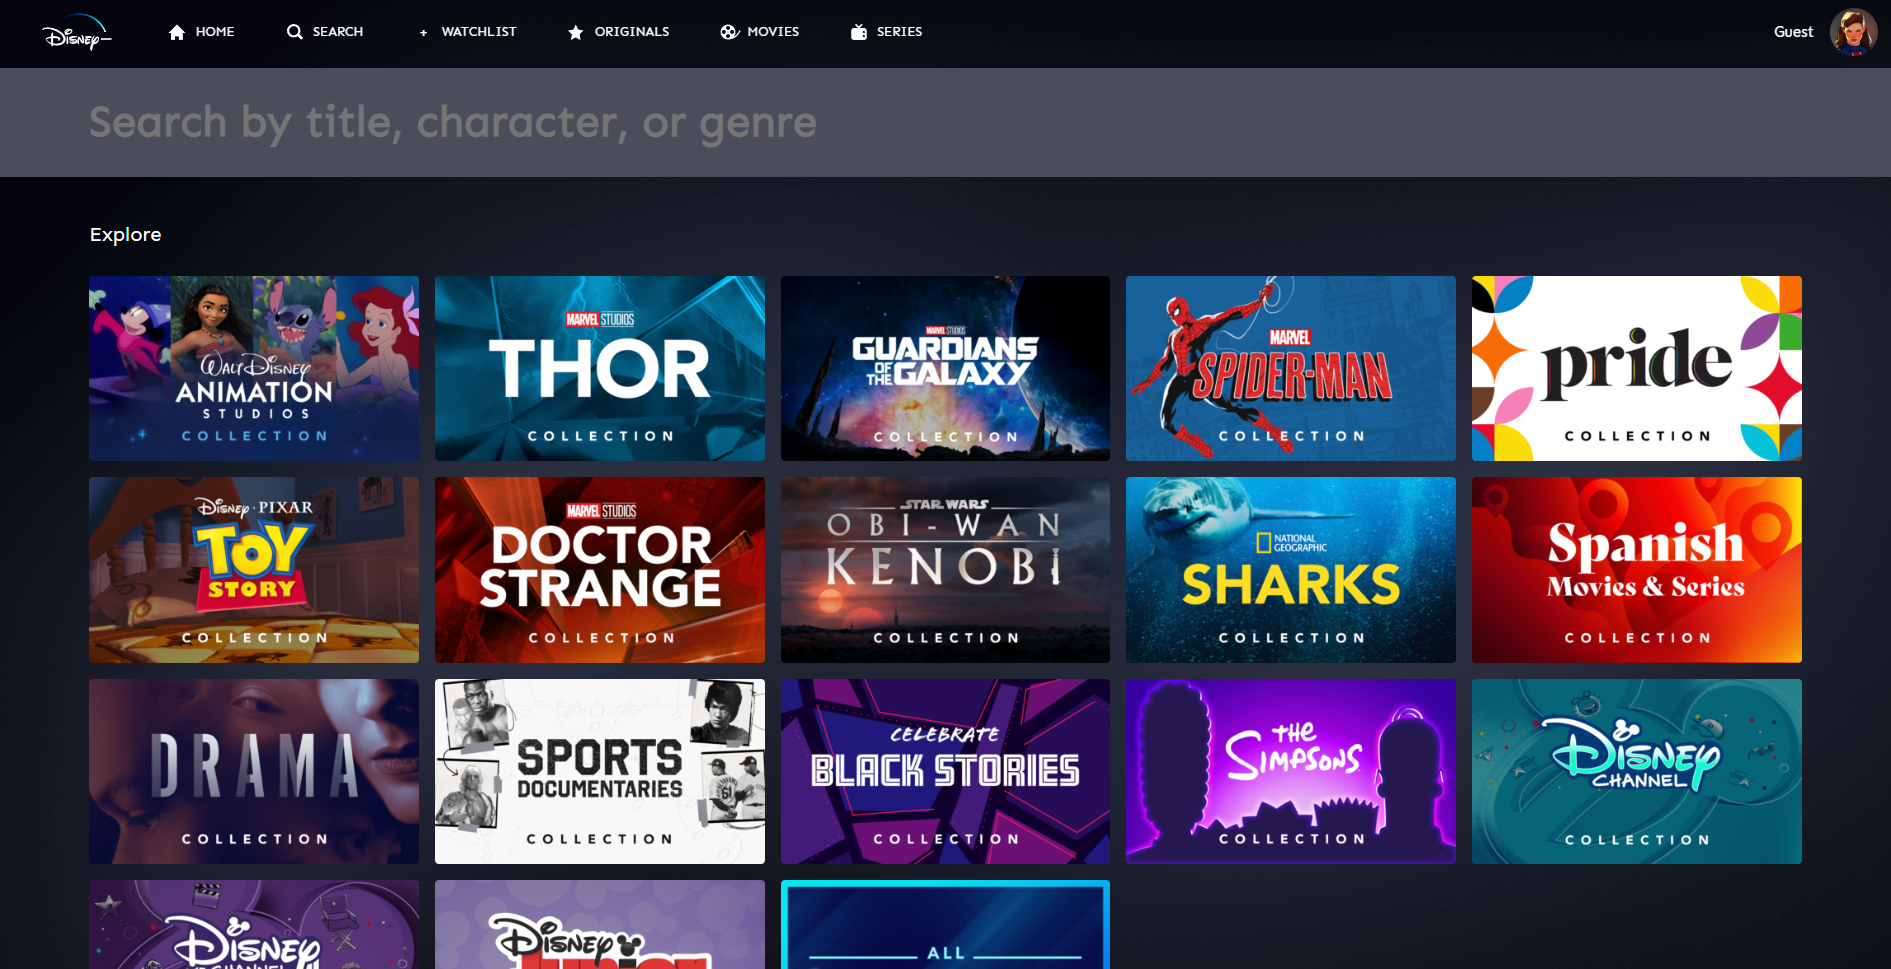 Disney
HOME
SEARCH
+ WATCHLIST
ORIGINALS
MOVIES
SERIES
Guest
Search by title, character, or genre
Explore
WALT DISNEY
ANIMATION
STUDIOS
COLLECTION
MARVEL STUDIOS
THOR
COLLECTION
MARVEL STUDIOS
GUARDIANS
OF THE GALAXY
COLLECTION
MARVEL
SPIDER-MAN
COLLECTION
pride
COLLECTION
Disney · PIXAR
TOY
STORY
COLLECTION
MARVEL STUDIOS
DOCTOR
STRANGE
COLLECTION
STAR WARS
OBI-WAN
KENOBI
COLLECTION
NATIONAL
GEOGRAPHIC
SHARKS
COLLECTION
Spanish
Movies & Series
COLLECTION
DRAMA
COLLECTION
SPORTS
DOCUMENTARIES
61
COLLECTION
CELEBRATE
BLACK STORIES
COLLECTION
THE
SIMPSONS
COLLECTION
Disney
CHANNEL
COLLECTION
Disney
Disney
ALL